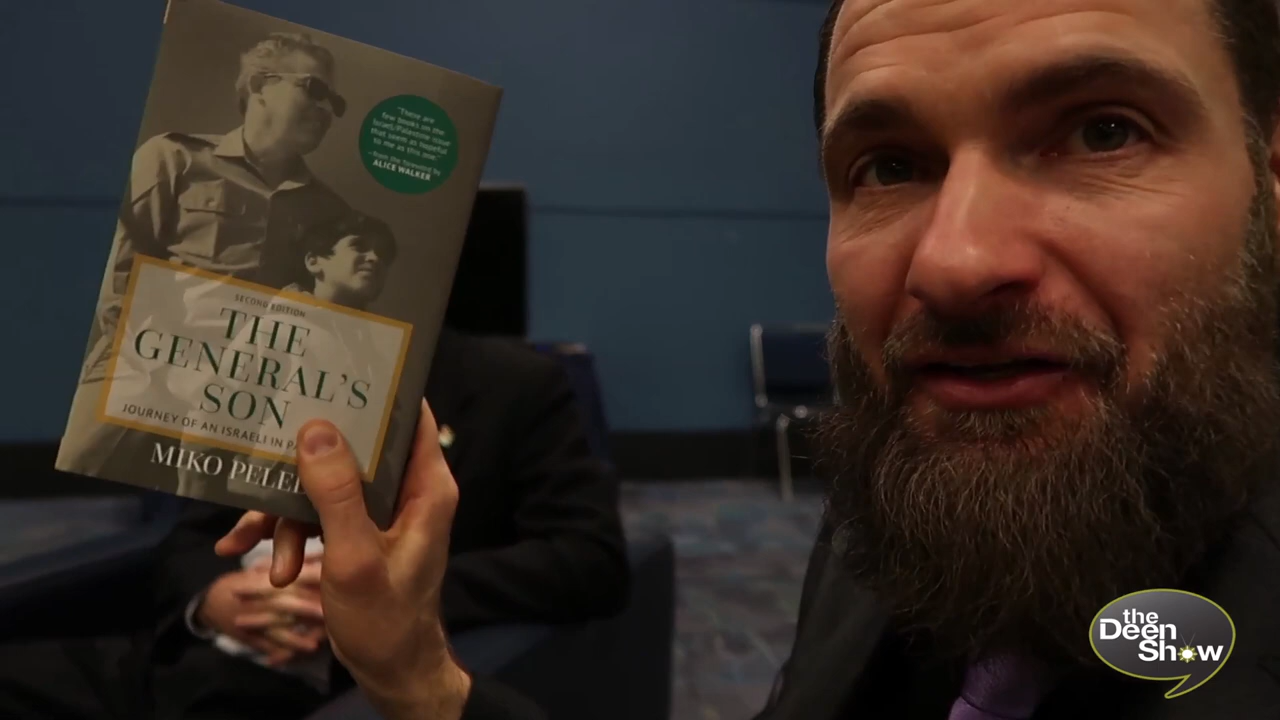 "There are
few books on the
Israel/Palestine issue
that seem as hopeful
to me as this one."
—from the foreword by
ALICE WALKER
SECOND EDITION
THE
GENERAL'S
SON
JOURNEY OF AN ISRAELI IN
MIKO
the
Deen
Show